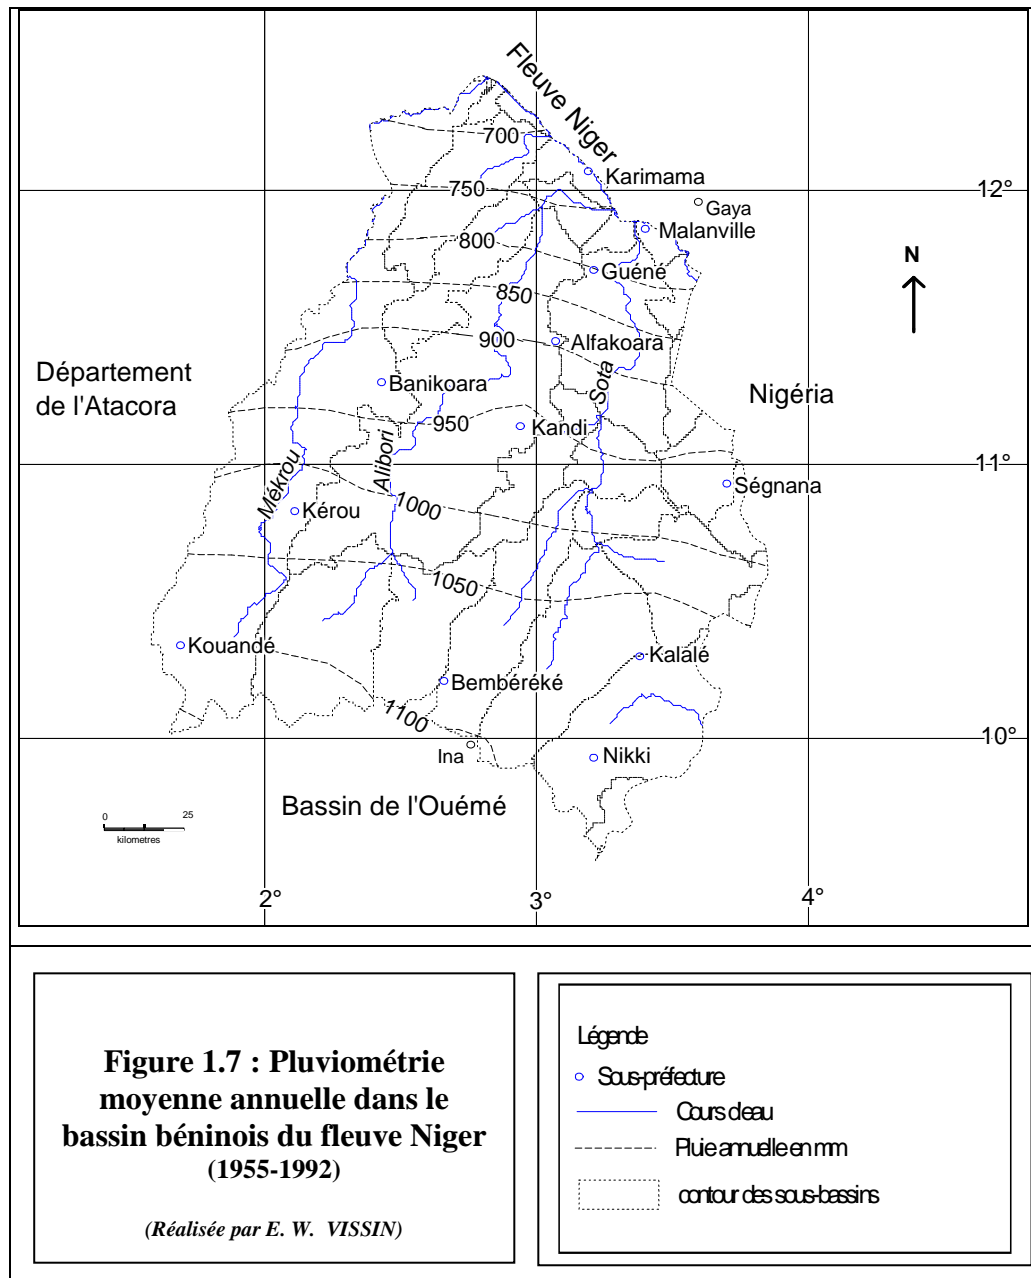 Fleuve Niger
700
Karimama
12°
750
Gaya
Malanville
800
N
Guéné
850
900
Alfakoara
Département
de l'Atacora
Banikoara
Sota
Nigéria
950
Kandi
Alibori
11°
Mékrou
Ségnana
1000
Kérou
1050
Kouandé
Kalalé
Bembéréké
1100
10°
Ina
Nikki
Bassin de l'Ouémé
0 25
kilometres
2° 3° 4°
Figure 1.7 : Pluviométrie
moyenne annuelle dans le
bassin béninois du fleuve Niger
(1955-1992)
(Réalisée par E. W. VISSIN)
Légende
Sous-préfecture
Cours d'eau
Pluie annuelle en mm
contour des sous-bassins